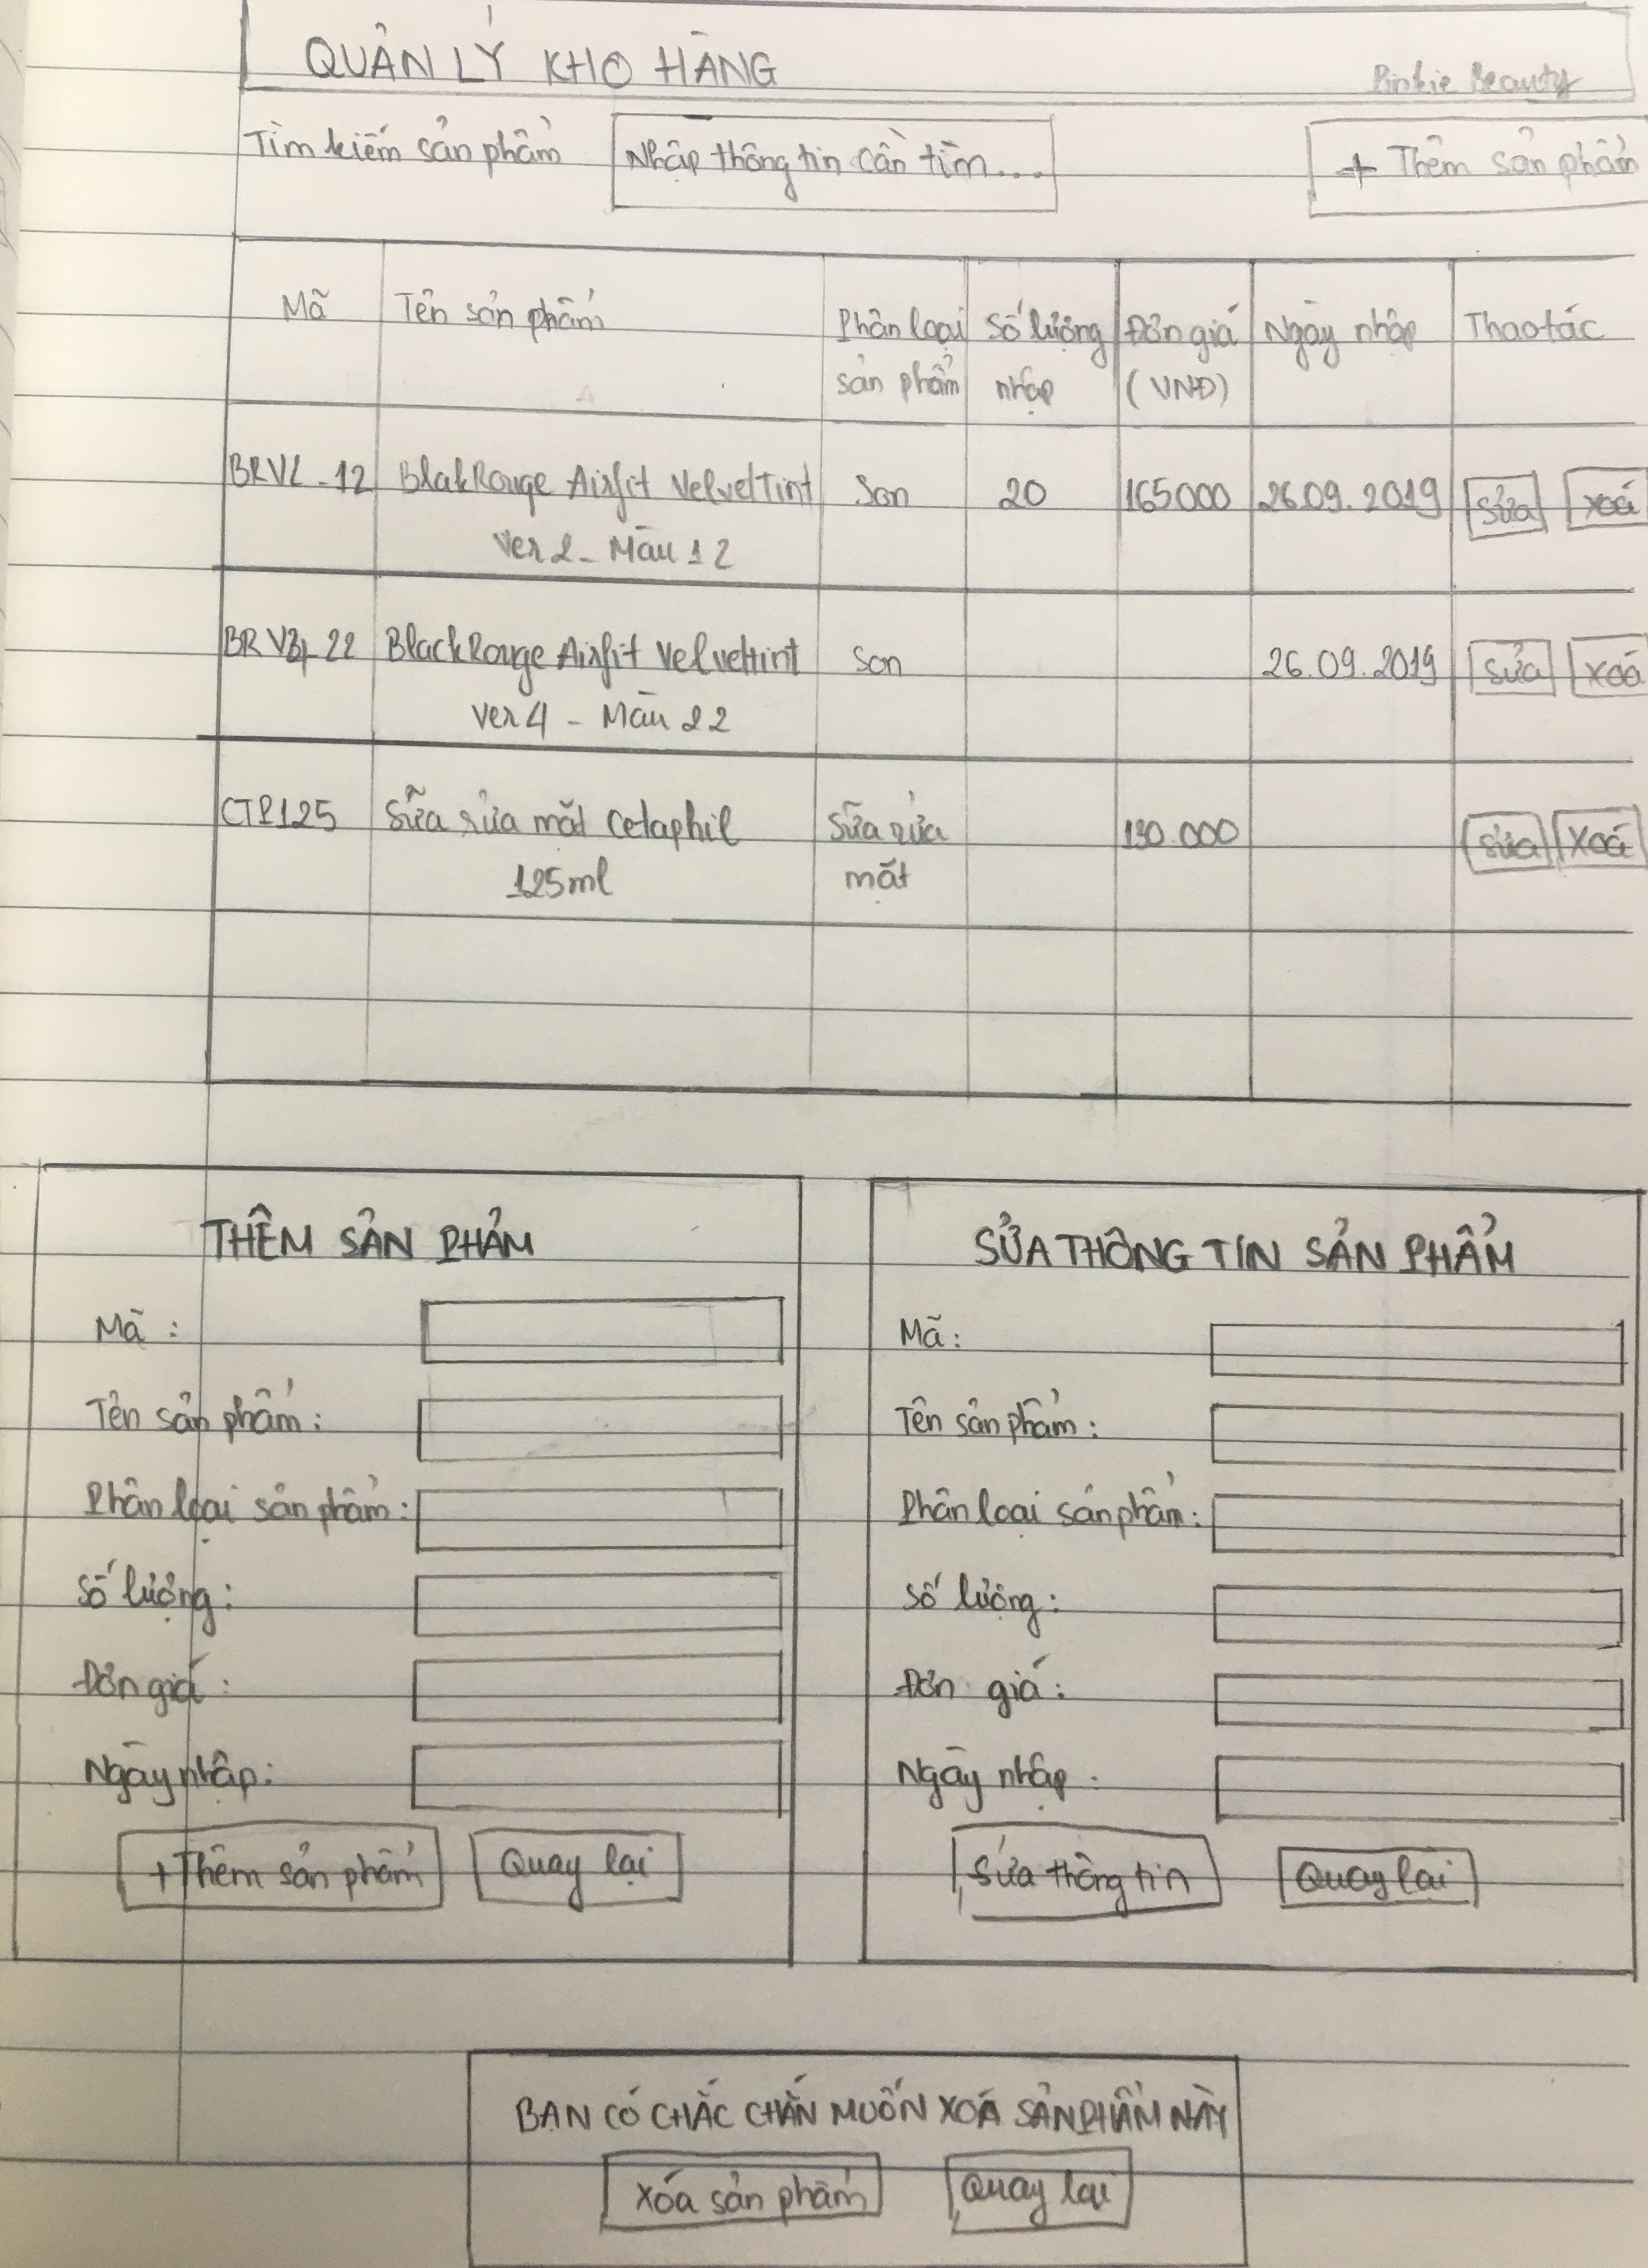 QUẢN LÝ KHO HÀNG
Pinkie Beauty
Tìm kiếm sản phẩm
Nhập thông tin cần tìm...
+ Thêm sản phẩm
Mã
Tên sản phẩm
Phân loại
sản phẩm
Số lượng
nhập
Đơn giá
(VNĐ)
Ngày nhập
Thao tác
BlakRouge Airfit VelvetTint
Ver 2 - Màu 12
Son
20
165000
26.09.2019
Sửa
Xoá
BlackRouge Airfit Velvettint
Ver 4 - Màu 22
Son
26.09.2019
Sửa
Xoá
CTP125
Sữa rửa mặt Cetaphil
125ml
Sữa rửa
mặt
130.000
Sửa
Xoá
THÊM SẢN PHẢM
Mã :
Tên sản phẩm :
Phân loại sản phẩm :
Số lượng :
Đơn giá :
Ngày nhập :
+ Thêm sản phẩm
Quay lại
SỬA THÔNG TIN SẢN PHẨM
Mã :
Tên sản phẩm :
Phân loại sản phẩm :
Số lượng :
Đơn giá :
Ngày nhập :
Sửa thông tin
Quay lại
BẠN CÓ CHẮC CHẮN MUỐN XOÁ SẢN PHẨM NÀY
Xóa sản phẩm
Quay lại